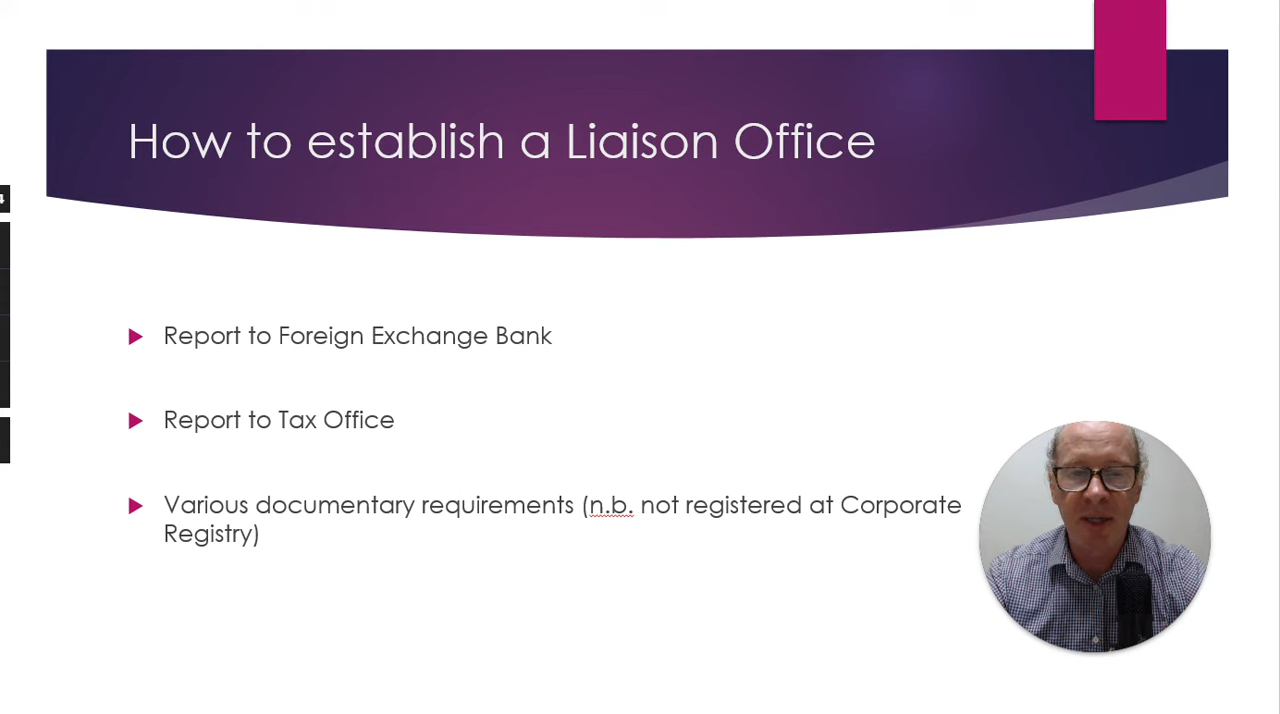 How to establish a Liaison Office
4
Report to Foreign Exchange Bank
Report to Tax Office
Various documentary requirements (n.b. not registered at Corporate
Registry)